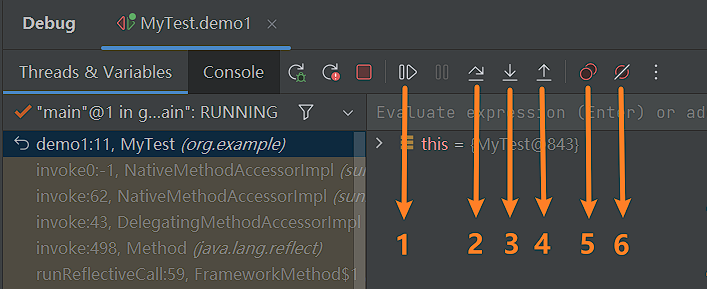 Debug MyTest.demo1
Threads & Variables Console
"main"@1 in g...ain": RUNNING Evaluate expression (Enter) or ad
demo1:11, MyTest (org.example) this = {MyTest@843}
invoke0:-1, NativeMethodAccessorImpl (sun
invoke:62, NativeMethodAccessorImpl (sun.
invoke:43, DelegatingMethodAccessorImpl
invoke:498, Method (java.lang.reflect)
runReflectiveCall:59, FrameworkMethod$1
1 2 3 4 5 6